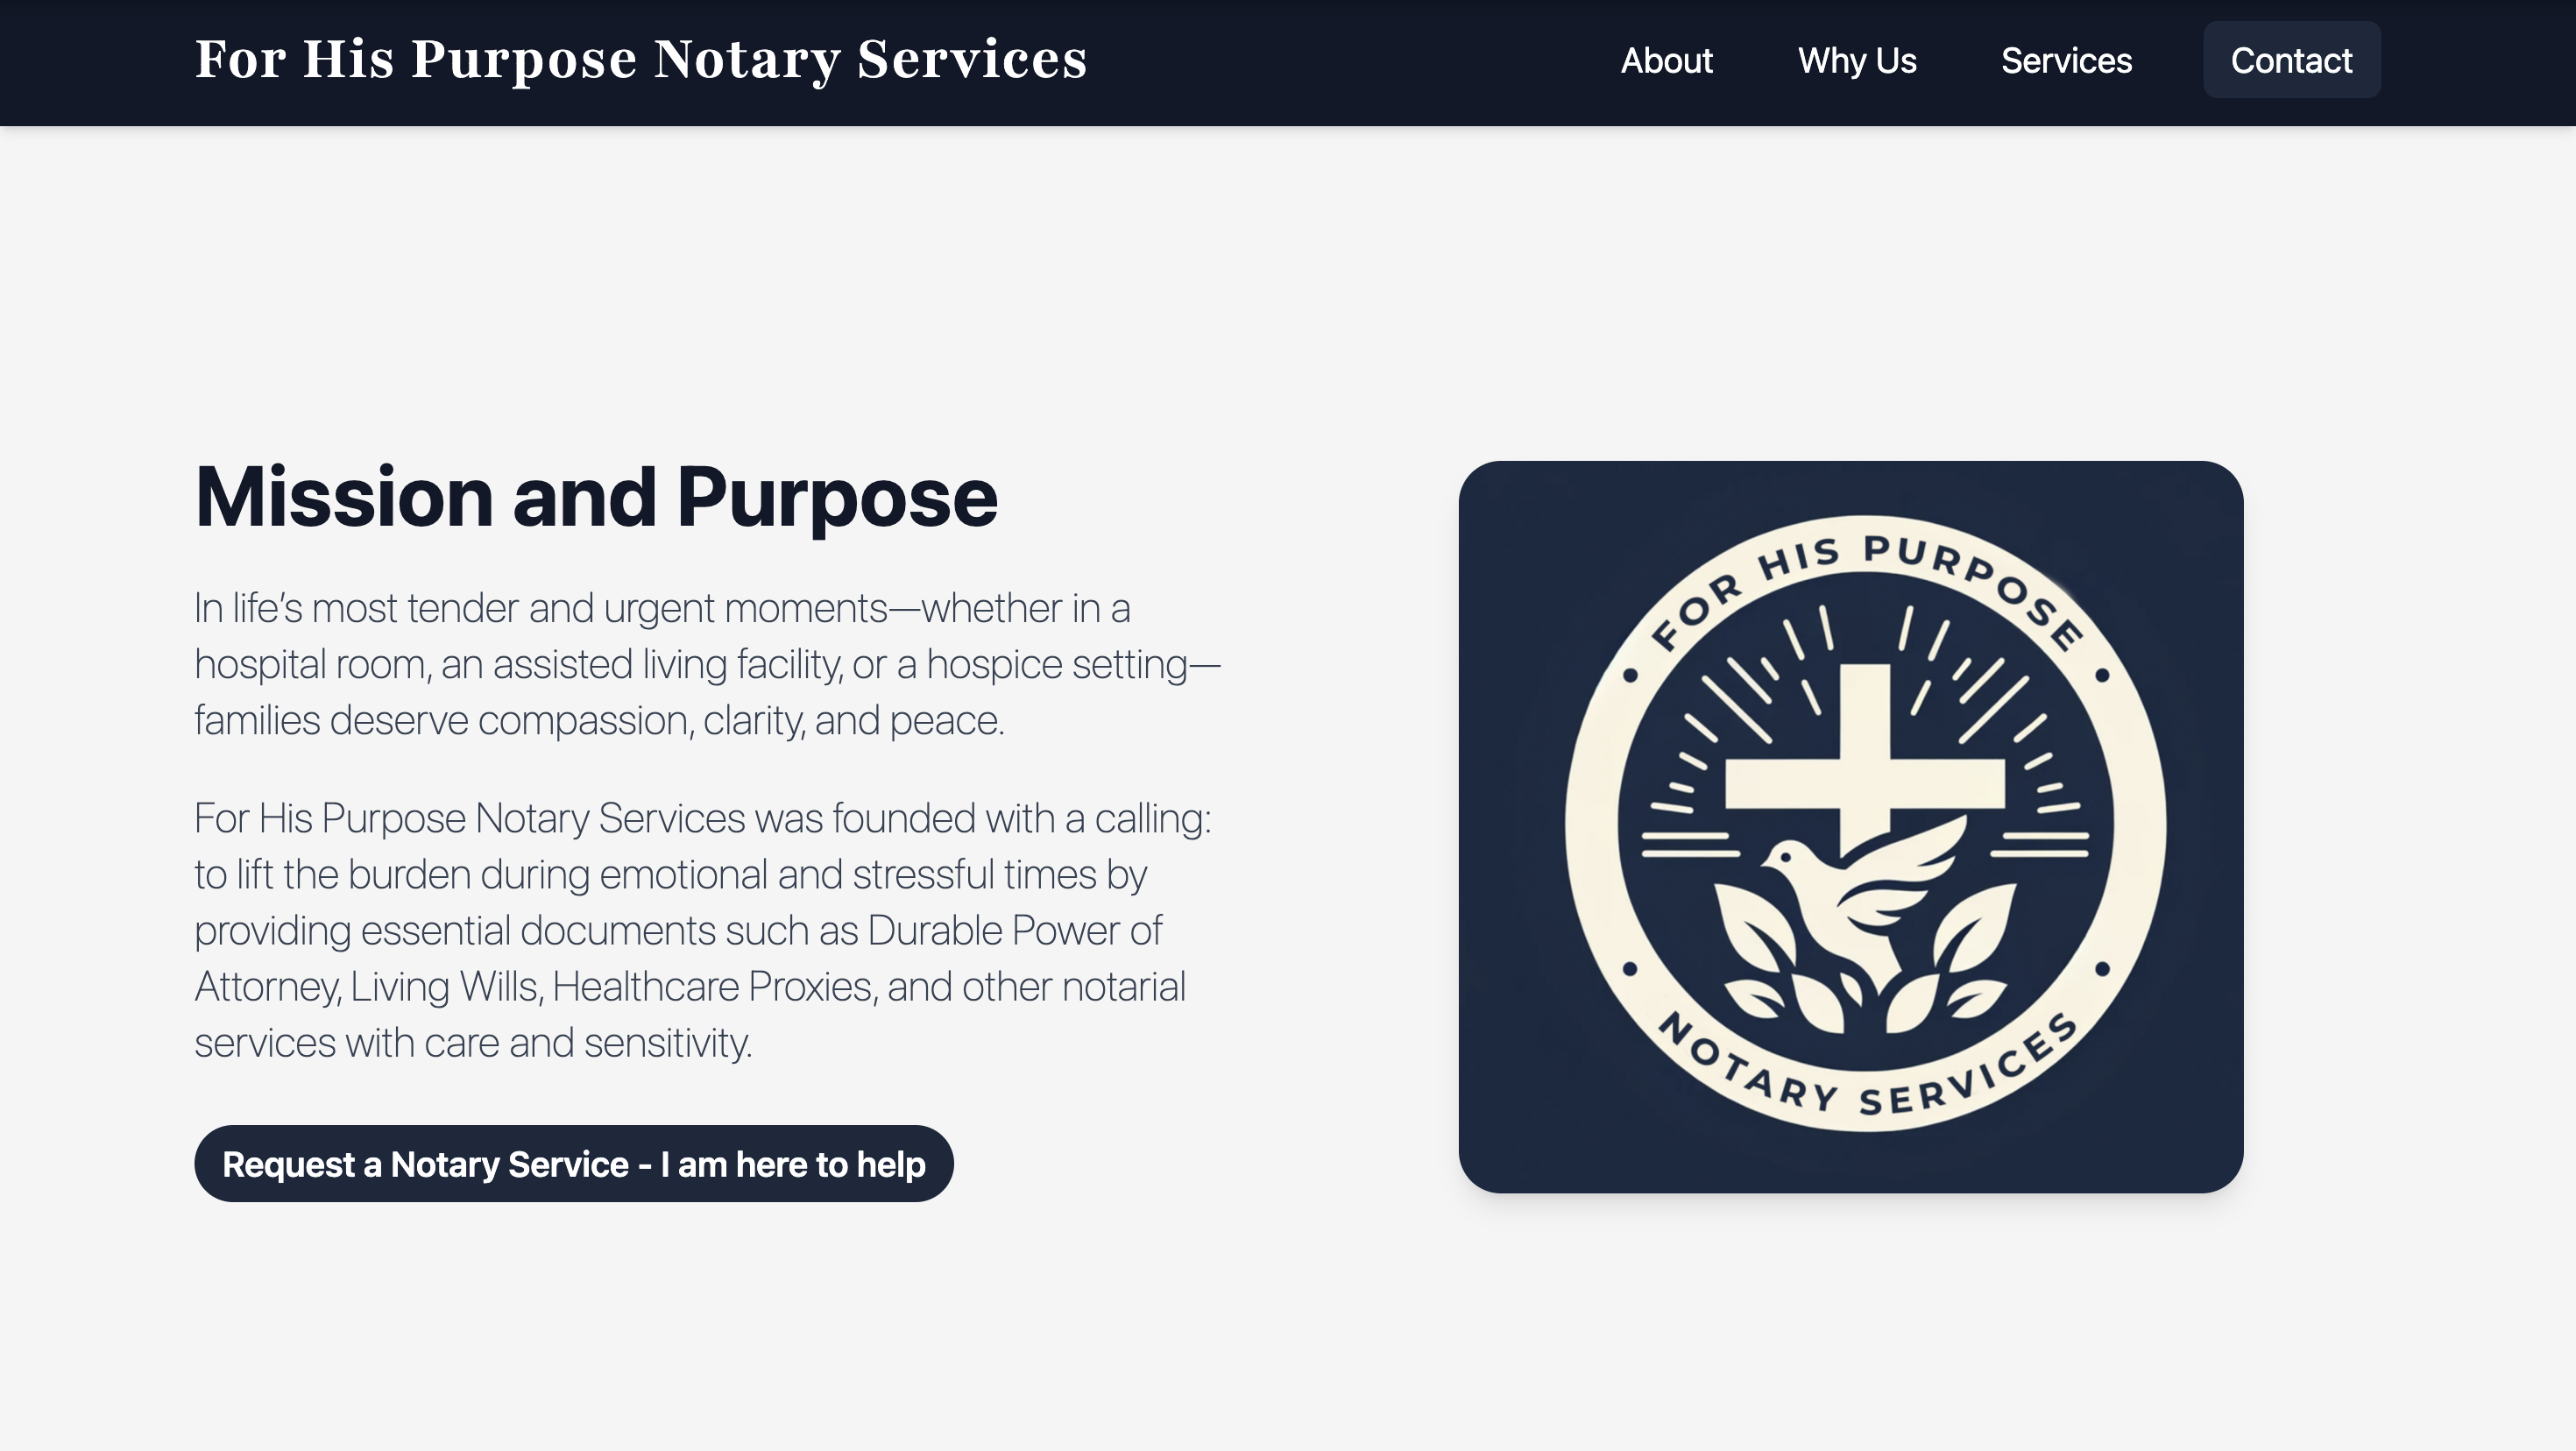 For His Purpose Notary Services
About
Why Us
Services
Contact
Mission and Purpose
In life’s most tender and urgent moments—whether in a
hospital room, an assisted living facility, or a hospice setting—
families deserve compassion, clarity, and peace.
For His Purpose Notary Services was founded with a calling:
to lift the burden during emotional and stressful times by
providing essential documents such as Durable Power of
Attorney, Living Wills, Healthcare Proxies, and other notarial
services with care and sensitivity.
Request a Notary Service - I am here to help
FOR HIS PURPOSE
NOTARY SERVICES